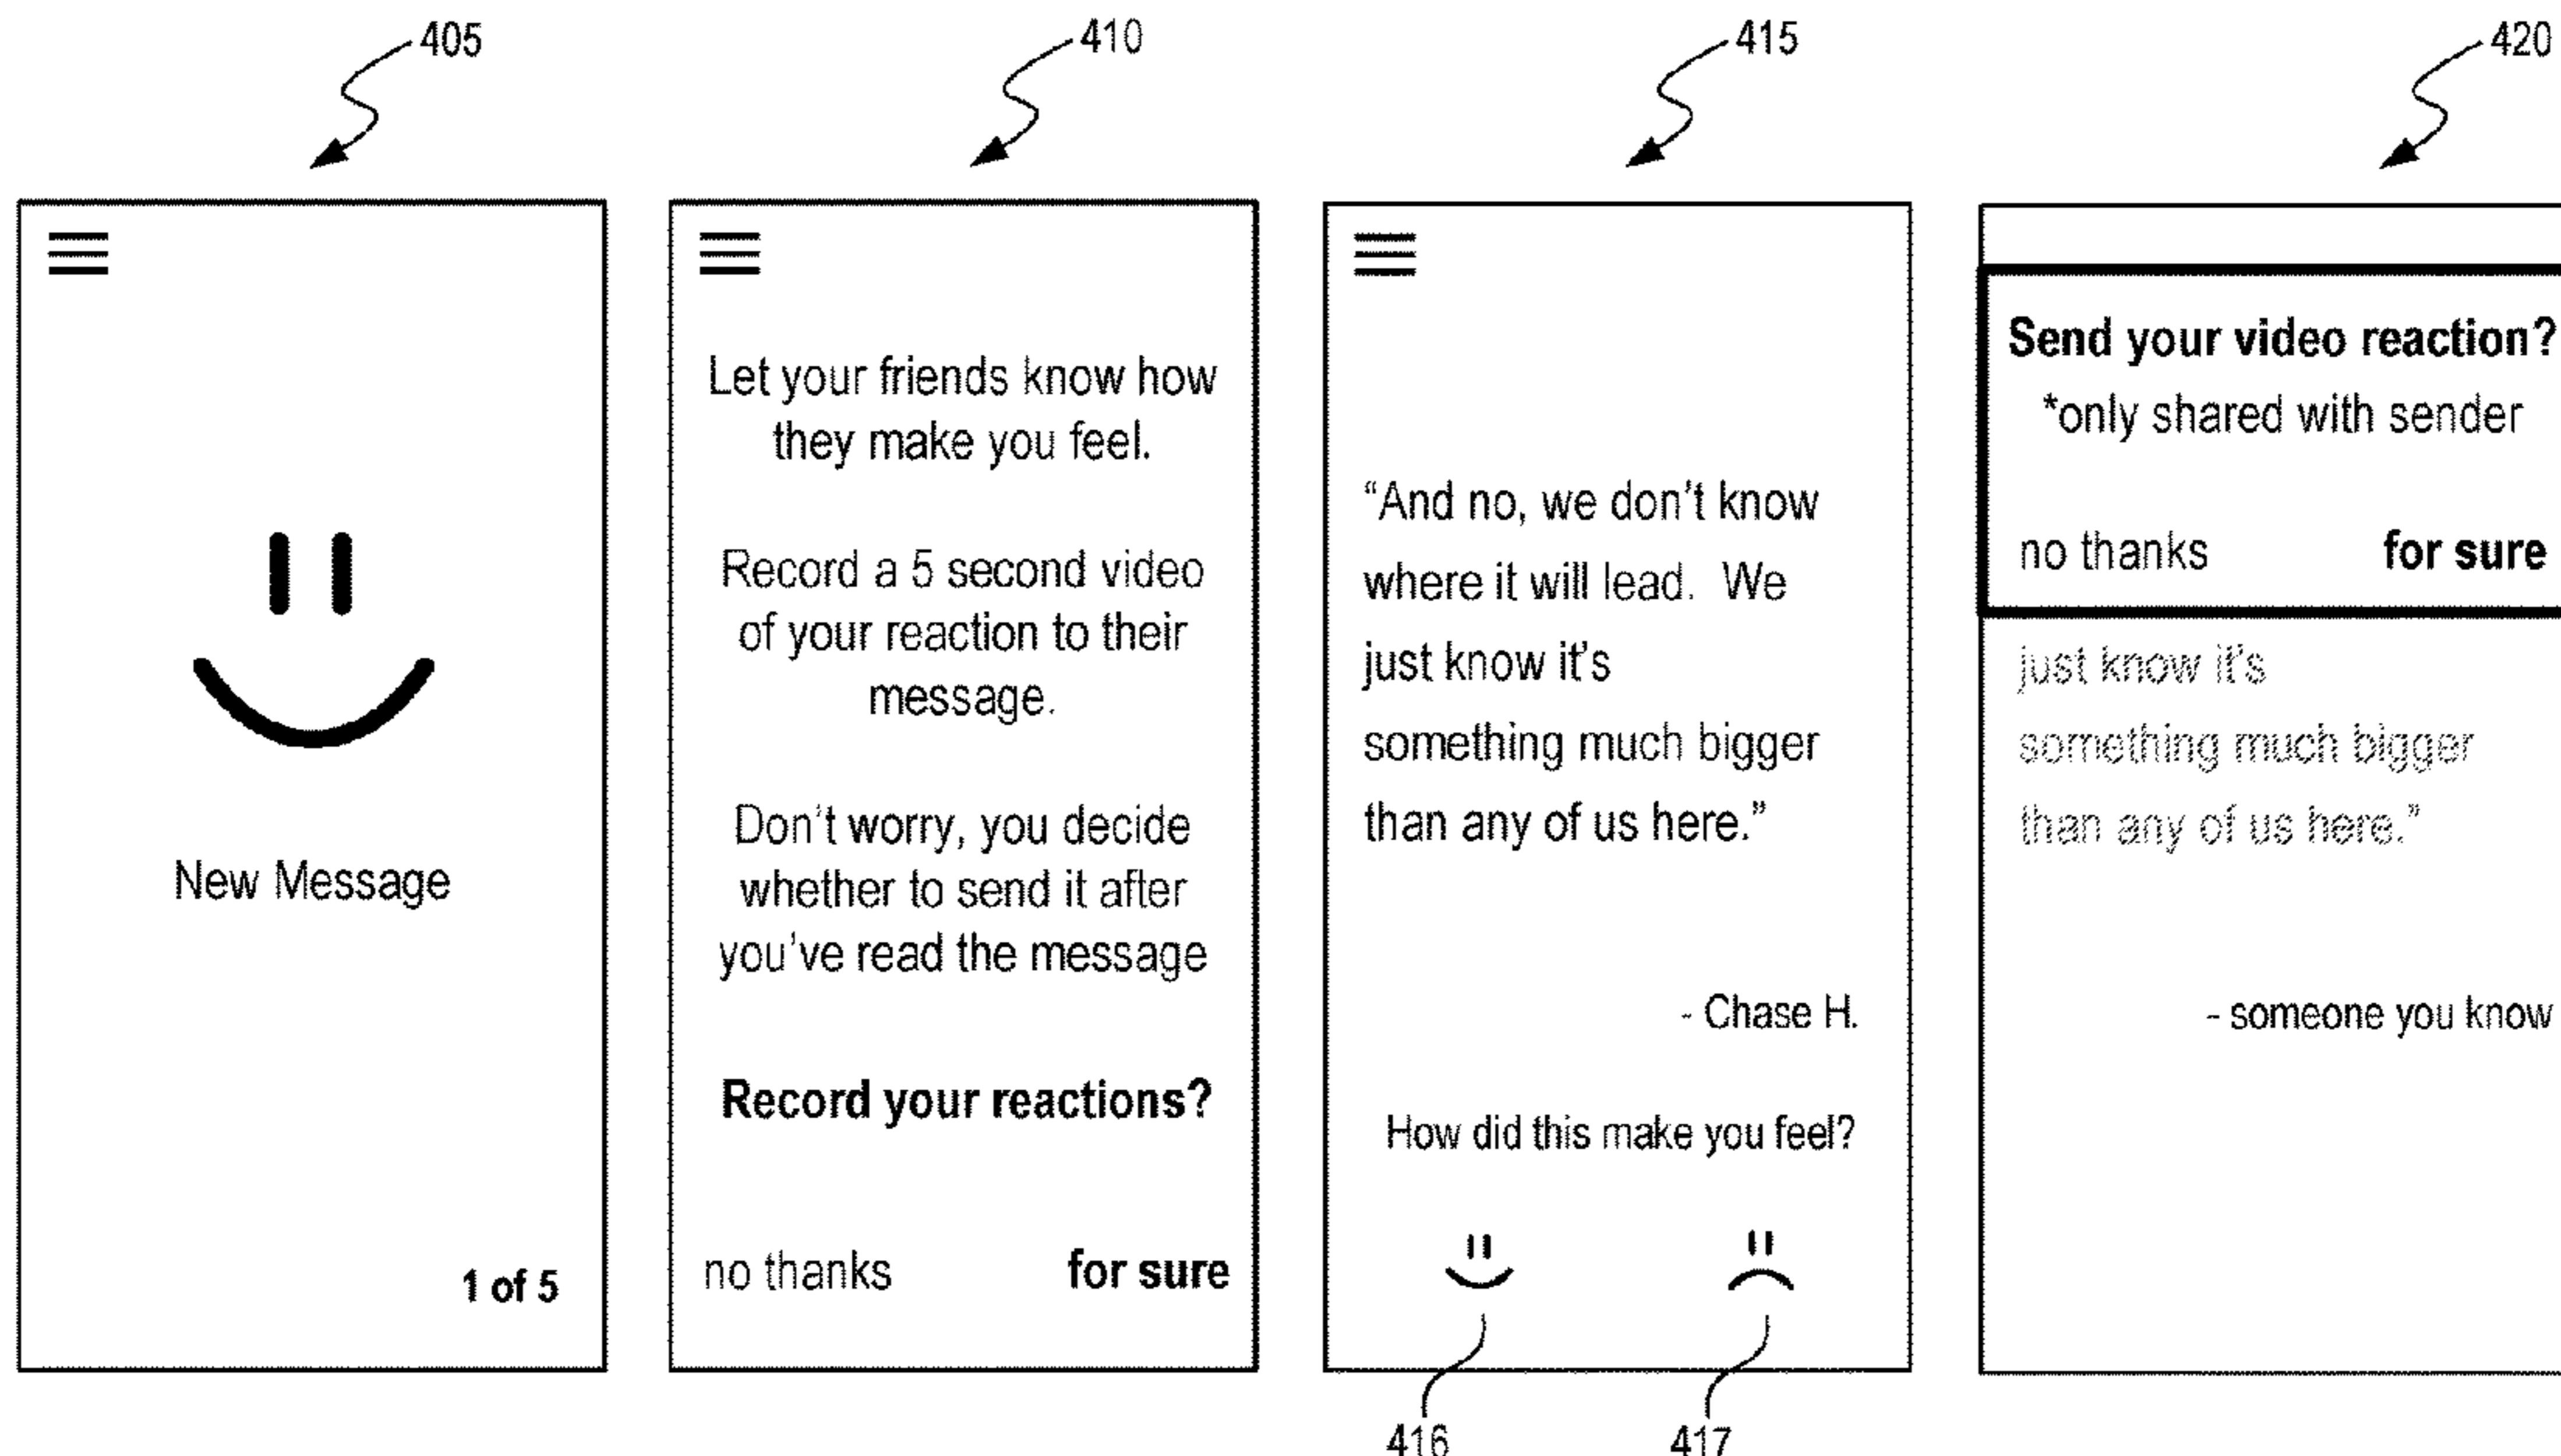 405
410
415
420
New Message
1 of 5
Let your friends know how
they make you feel.
Record a 5 second video
of your reaction to their
message.
Don't worry, you decide
whether to send it after
you've read the message
Record your reactions?
no thanks for sure
“And no, we don't know
where it will lead. We
just know it's
something much bigger
than any of us here.”
- Chase H.
How did this make you feel?
416
417
Send your video reaction?
*only shared with sender
no thanks for sure
just know it's
something much bigger
than any of us here.”
- someone you know